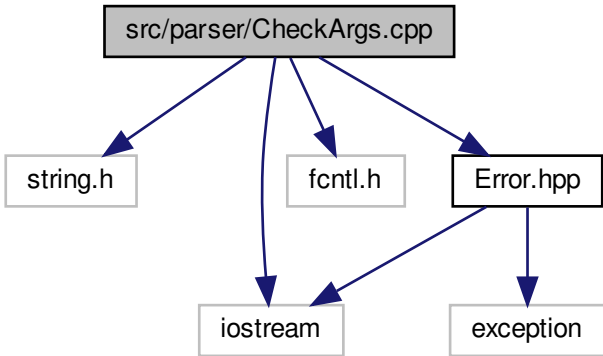 src/parser/CheckArgs.cpp
string.h
fcntl.h
Error.hpp
iostream
exception